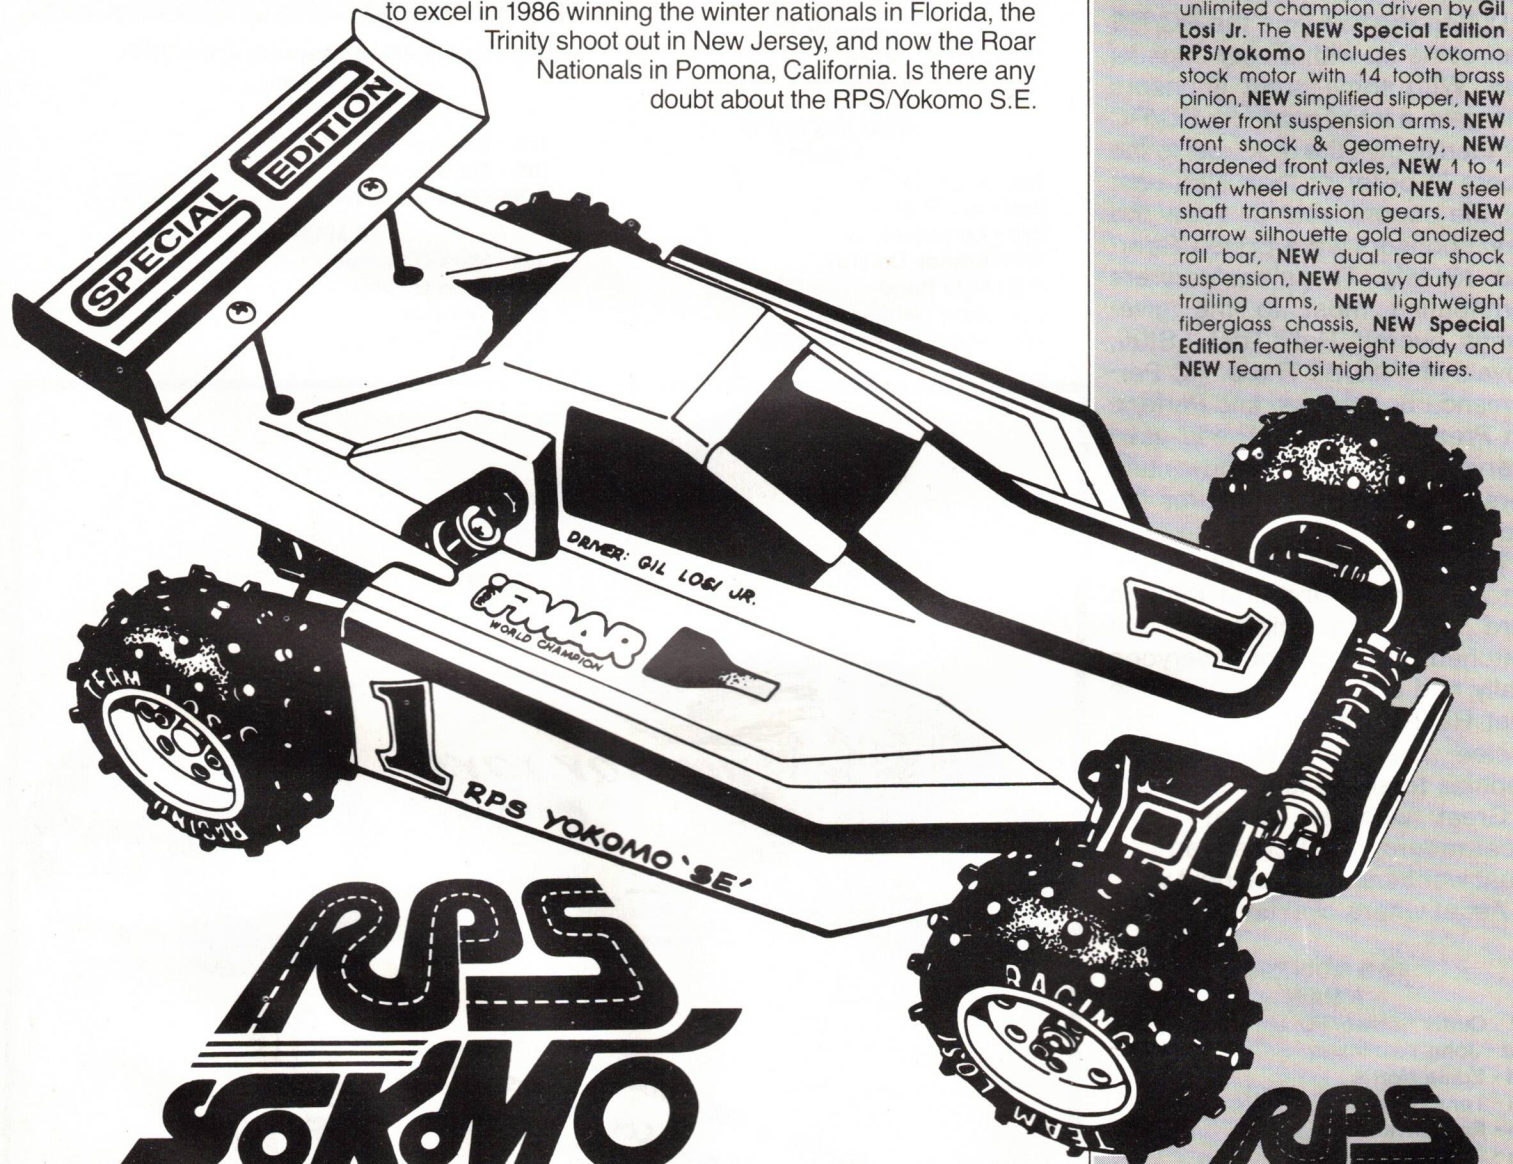 to excel in 1986 winning the winter nationals in Florida, the
Trinity shoot out in New Jersey, and now the Roar
Nationals in Pomona, California. Is there any
doubt about the RPS/Yokomo S.E.
unlimited champion driven by Gil
Losi Jr. The NEW Special Edition
RPS/Yokomo includes Yokomo
stock motor with 14 tooth brass
pinion, NEW simplified slipper, NEW
lower front suspension arms, NEW
front shock & geometry, NEW
hardened front axles, NEW 1 to 1
front wheel drive ratio, NEW steel
shaft transmission gears, NEW
narrow silhouette gold anodized
roll bar, NEW dual rear shock
suspension, NEW heavy duty rear
trailing arms, NEW lightweight
fiberglass chassis, NEW Special
Edition feather-weight body and
NEW Team Losi high bite tires.
SPECIAL EDITION
DRIVER: GIL LOSI JR.
iFMAR
WORLD CHAMPION
1
1
RPS YOKOMO 'SE'
TEAM LOSI
RACING
RACING
TEAM LOSI
RPS
YOKOMO
RPS